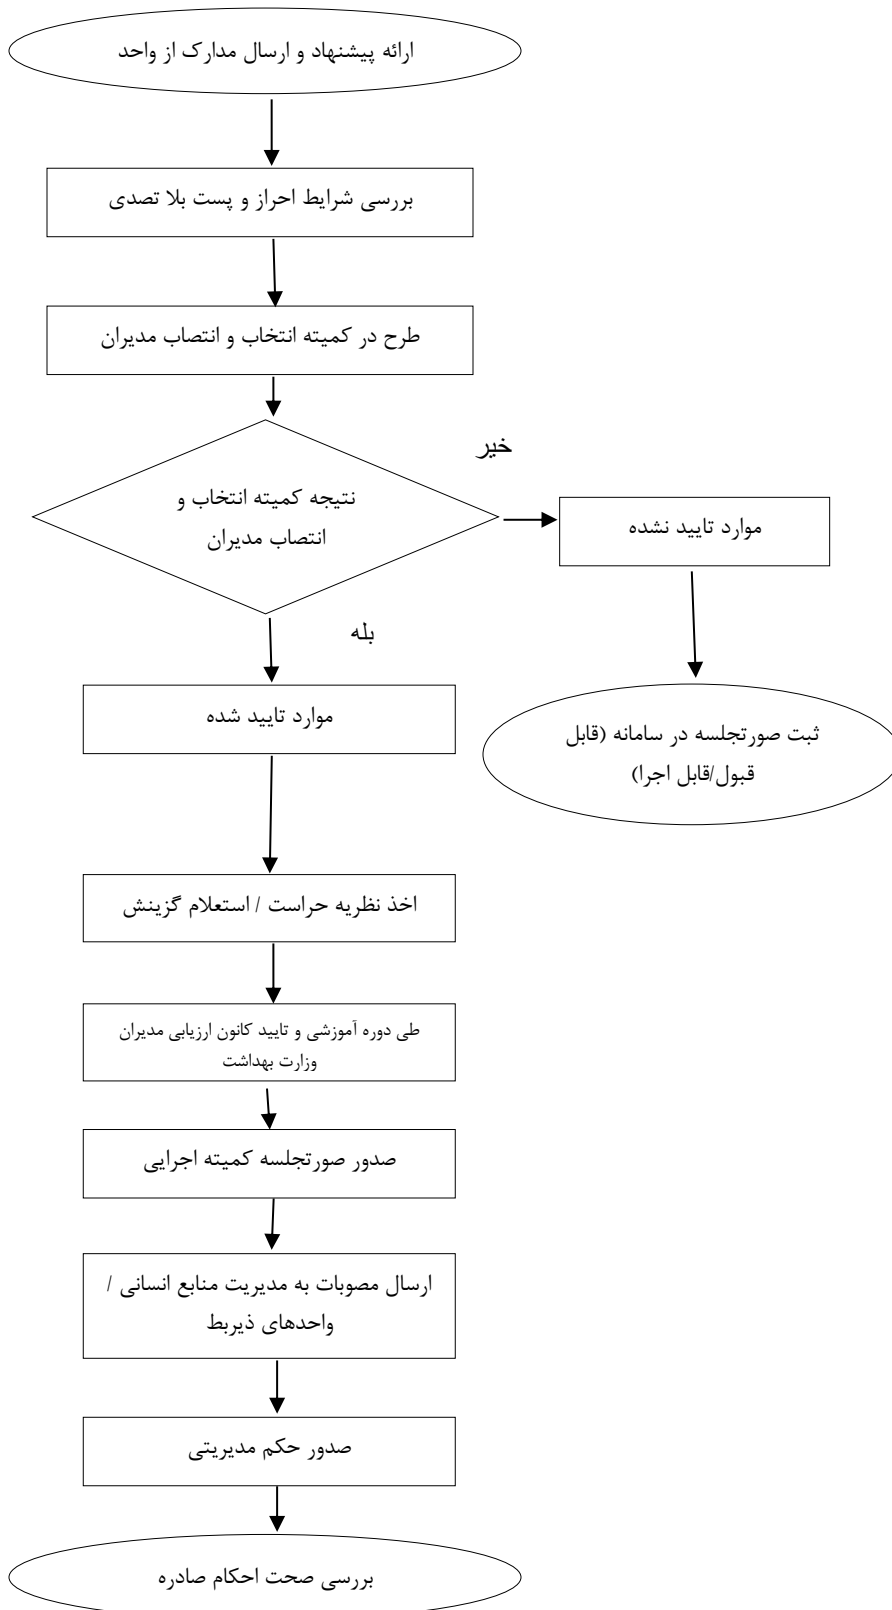 ارائه پیشنهاد و ارسال مدارک از واحد
بررسی شرایط احراز و پست بلا تصدی
طرح در کمیته انتخاب و انتصاب مدیران
خیر
نتیجه کمیته انتخاب و
انتصاب مدیران
موارد تایید نشده
بله
موارد تایید شده
ثبت صورتجلسه در سامانه (قابل
قبول/قابل اجرا)
اخذ نظریه حراست / استعلام گزینش
طی دوره آموزشی و تایید کانون ارزیابی مدیران
وزارت بهداشت
صدور صورتجلسه کمیته اجرایی
ارسال مصوبات به مدیریت منابع انسانی /
واحدهای ذیربط
صدور حکم مدیریتی
بررسی صحت احکام صادره